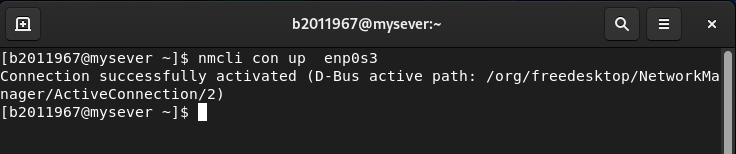 b2011967@mysever:~
[b2011967@mysever ~]$ nmcli con up  enp0s3
Connection successfully activated (D-Bus active path: /org/freedesktop/NetworkMa
nager/ActiveConnection/2)
[b2011967@mysever ~]$